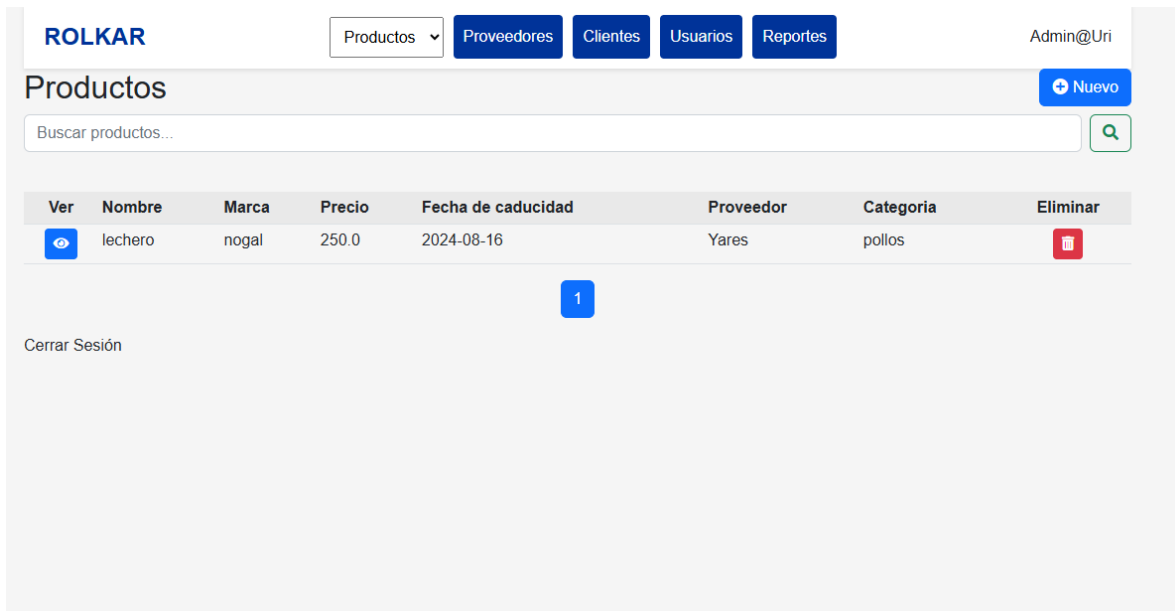 ROLKAR Productos Proveedores Clientes Usuarios Reportes Admin@Uri
Productos Nuevo
Buscar productos...
Ver Nombre Marca Precio Fecha de caducidad Proveedor Categoria Eliminar
lechero nogal 250.0 2024-08-16 Yares pollos
1
Cerrar Sesión